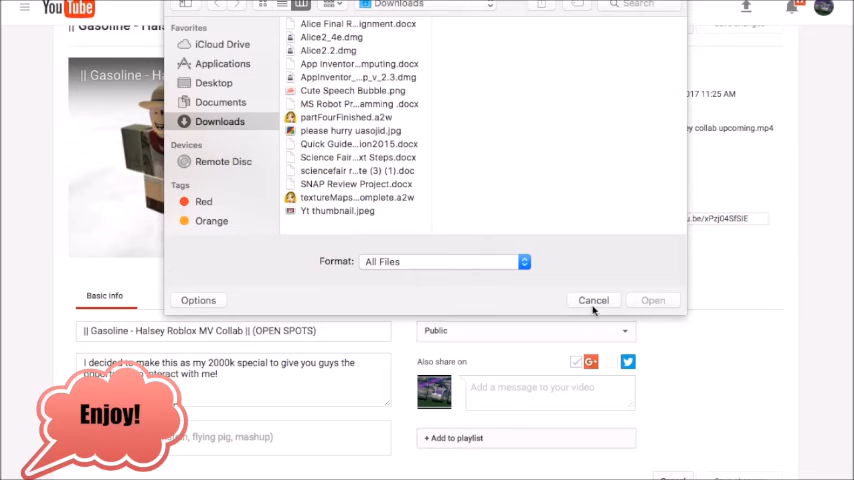 YouTube
Downloads
Search
|| Gasoline - Ha
Favorites
iCloud Drive
Applications
Desktop
Documents
Downloads
Devices
Remote Disc
Tags
Red
Orange
Alice Final R...ignment.docx
Alice2_4e.dmg
Alice2.2.dmg
App Inventor...mputing.docx
AppInventor_...p_v_2.3.dmg
Cute Speech Bubble.png
MS Robot Pr...amming .docx
partFourFinished.a2w
please hurry uasojid.jpg
Quick Guide...ion2015.docx
Science Fair...xt Steps.docx
sciencefair r...te (3) (1).doc
SNAP Review Project.docx
textureMaps...omplete.a2w
Yt thumbnail.jpeg
017 11:25 AM
ey collab upcoming.mp4
u.be/xPzj04SfSIE
Format: All Files
Options Cancel Open
Basic info
|| Gasoline - Halsey Roblox MV Collab || (OPEN SPOTS)
Public
I decided to make this as my 2000k special to give you guys the
interact with me!
Also share on
Add a message to your video
Enjoy!
flying pig, mashup)
+ Add to playlist